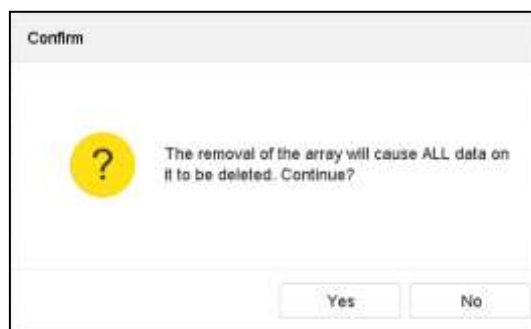 Confirm
?
The removal of the array will cause ALL data on
it to be deleted. Continue?
Yes No